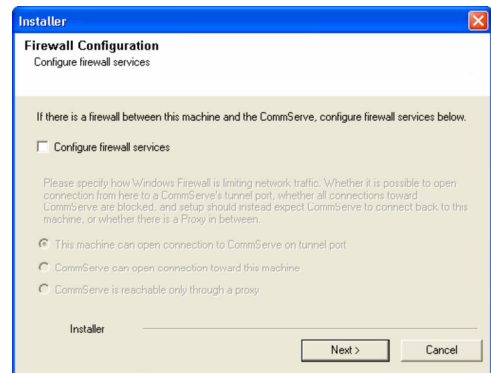 Installer
Firewall Configuration
Configure firewall services
If there is a firewall between this machine and the CommServe, configure firewall services below.
Configure firewall services
Please specify how Windows Firewall is limiting network traffic. Whether it is possible to open
connection from here to a CommServe's tunnel port, whether all connections toward
CommServe are blocked, and setup should instead expect CommServe to connect back to this
machine, or whether there is a Proxy in between.
This machine can open connection to CommServe on tunnel port
CommServe can open connection toward this machine
CommServe is reachable only through a proxy
Installer
Next >
Cancel